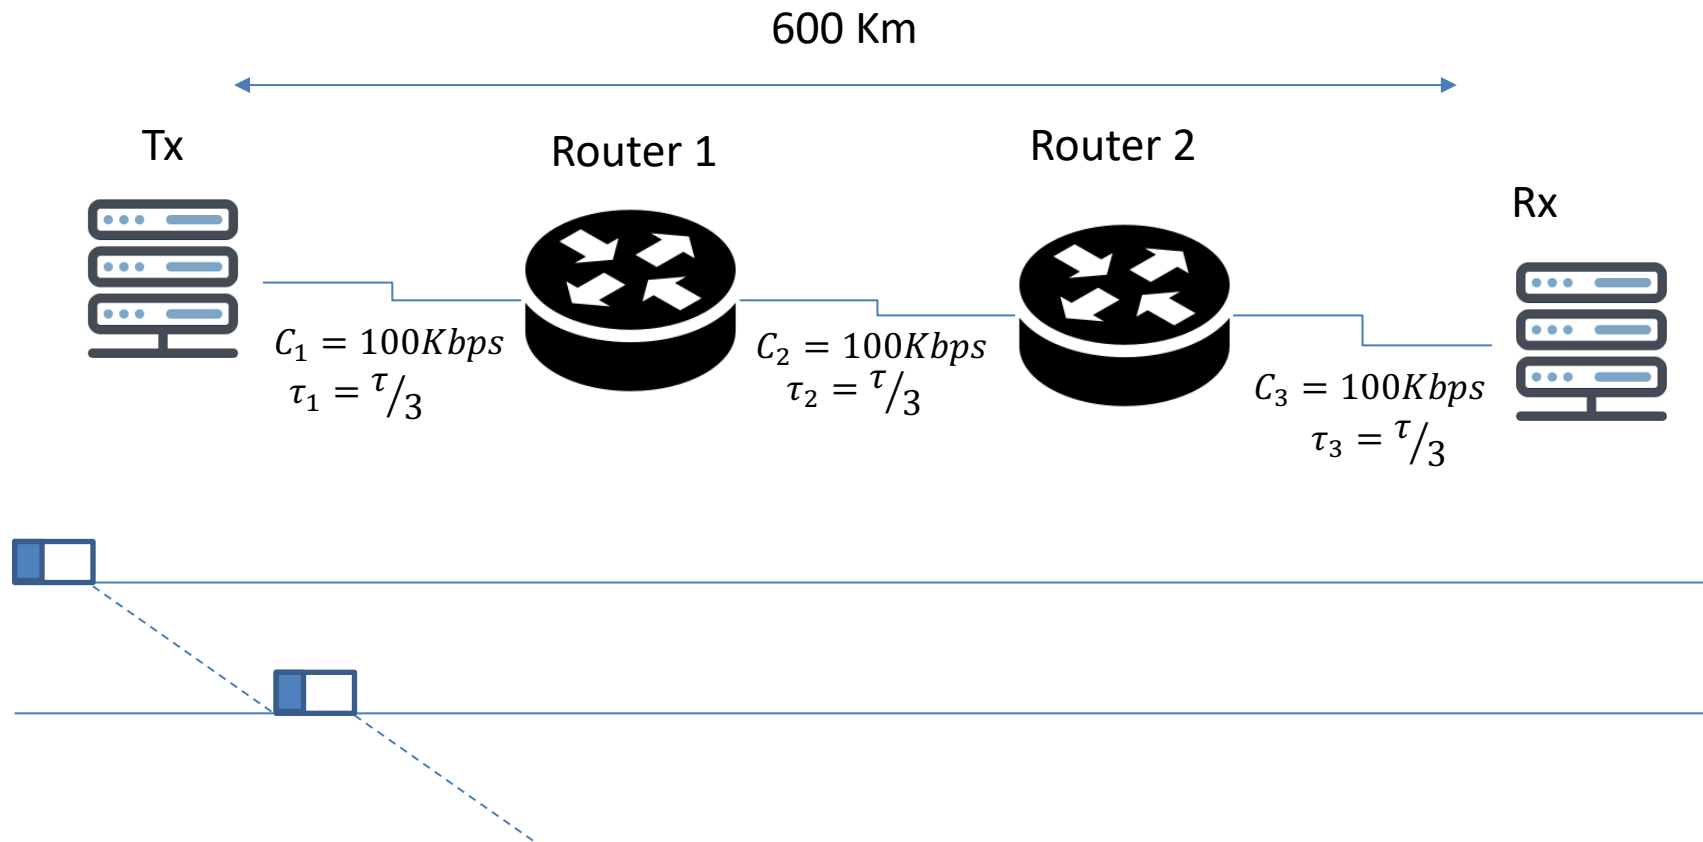 600 Km
Tx
Router 1
Router 2
Rx
C₁ = 100Kbps
τ₁ = τ/3
C₂ = 100Kbps
τ₂ = τ/3
C₃ = 100Kbps
τ₃ = τ/3